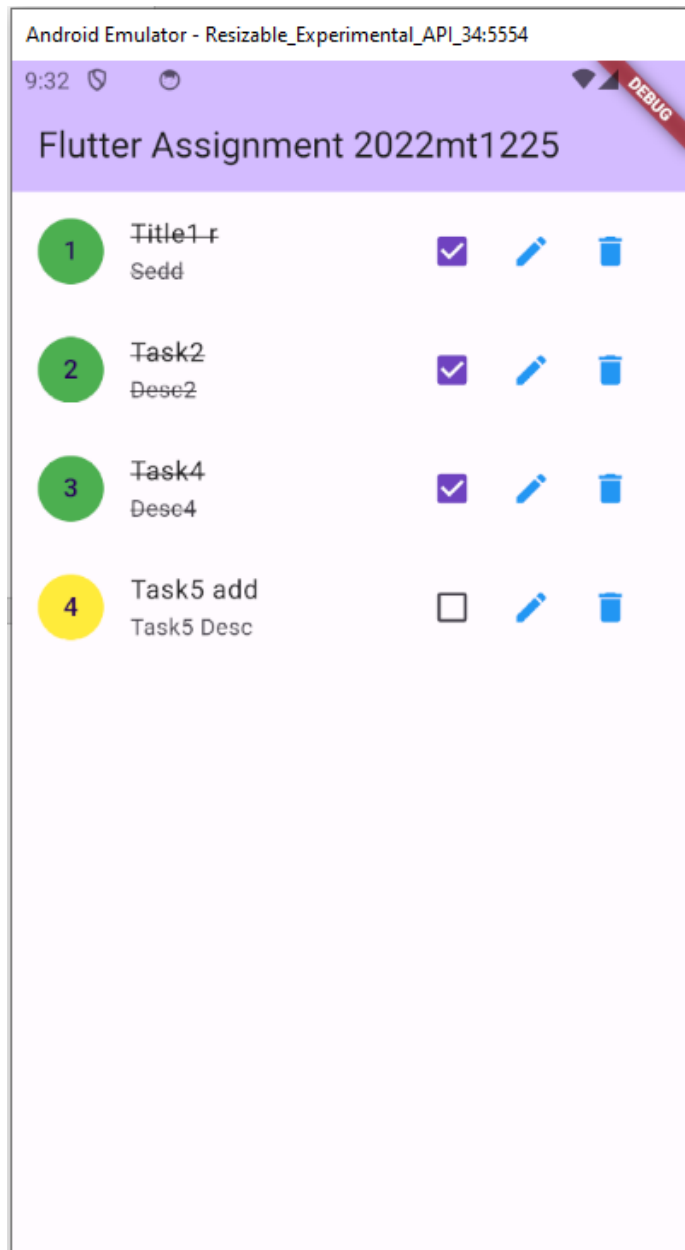 Android Emulator - Resizable_Experimental_API_34:5554
9:32
DEBUG
Flutter Assignment 2022mt1225
1
Title1 r
Sedd
2
Task2
Desc2
3
Task4
Desc4
4
Task5 add
Task5 Desc